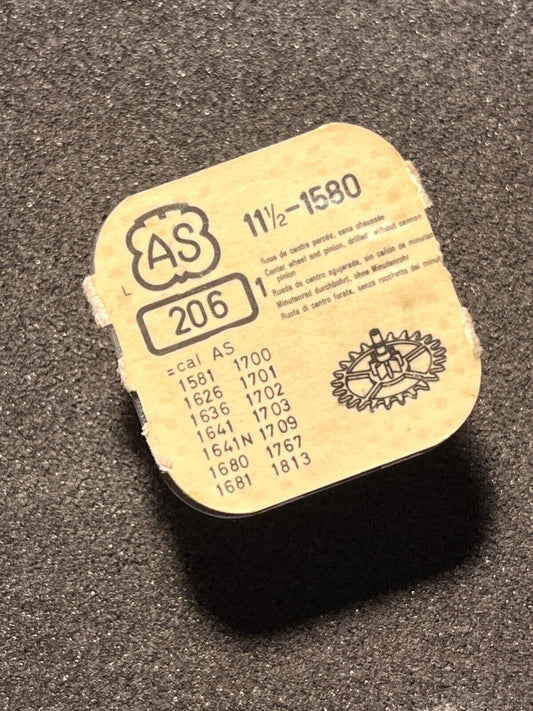 AS
11½-1580
L
206
1
Roue de centre percée, sans chaussée
Center wheel and pinion, drilled, without cannon
pinion
Rueda de centro agujereda, sin cañon de minutos
Minutenrad durchbohrt, ohne Minutenrohr
Ruota di centro forata, senza rocchetto dei minuti
=cal AS
1581 1700
1626 1701
1636 1702
1641 1703
1641N 1709
1680 1767
1681 1813